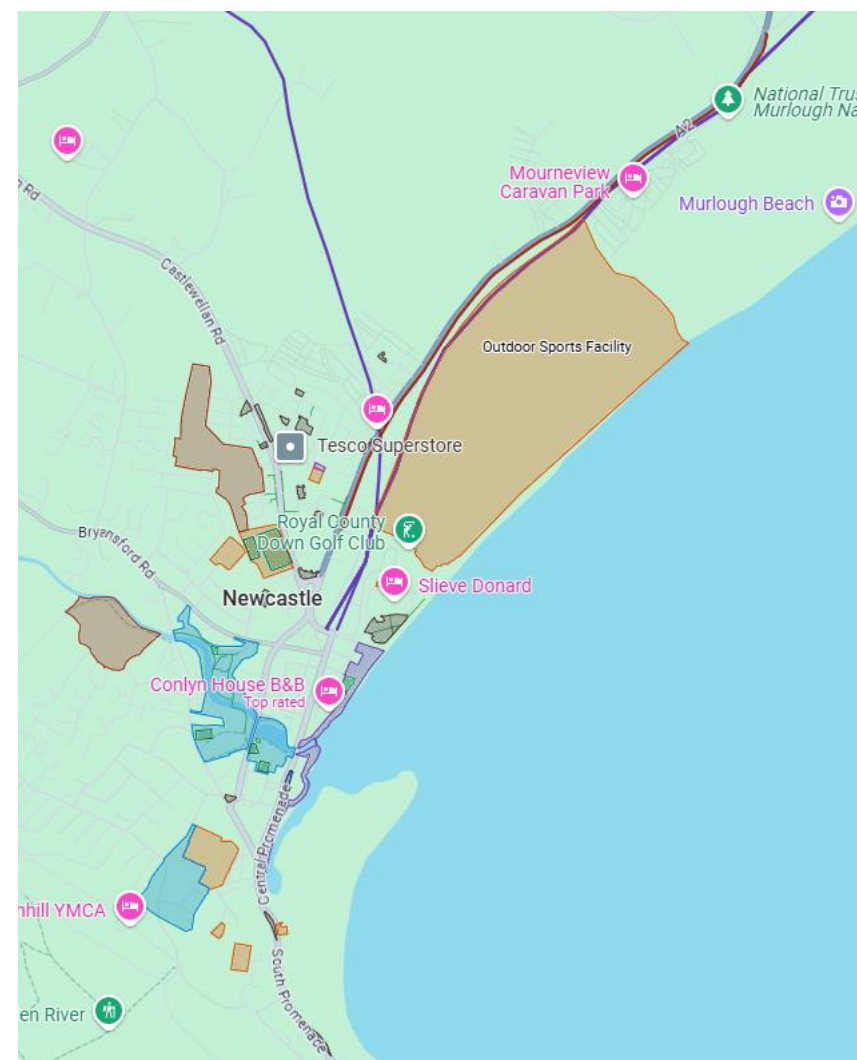 National Tru
Murlough Na
A2
Mourneview
Caravan Park
Murlough Beach
Rd
Castlewellan Rd
Outdoor Sports Facility
Tesco Superstore
Royal County
Down Golf Club
Bryansford Rd
Slieve Donard
Newcastle
Conlyn House B&B
Top rated
Central Promenade
nhill YMCA
South Promenade
en River